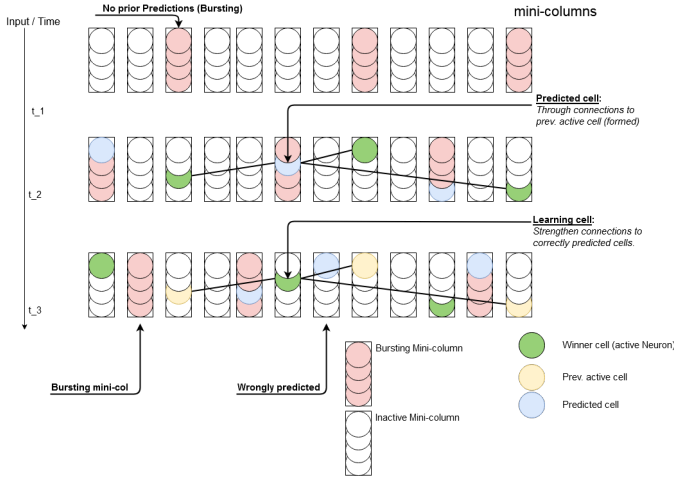 No prior Predictions (Bursting)
mini-columns
Input / Time
t_1
Predicted cell:
Through connections to
prev. active cell (formed)
t_2
Learning cell:
Strengthen connections to
correctly predicted cells.
t_3
Bursting mini-col
Wrongly predicted
Bursting Mini-column
Inactive Mini-column
Winner cell (active Neuron)
Prev. active cell
Predicted cell